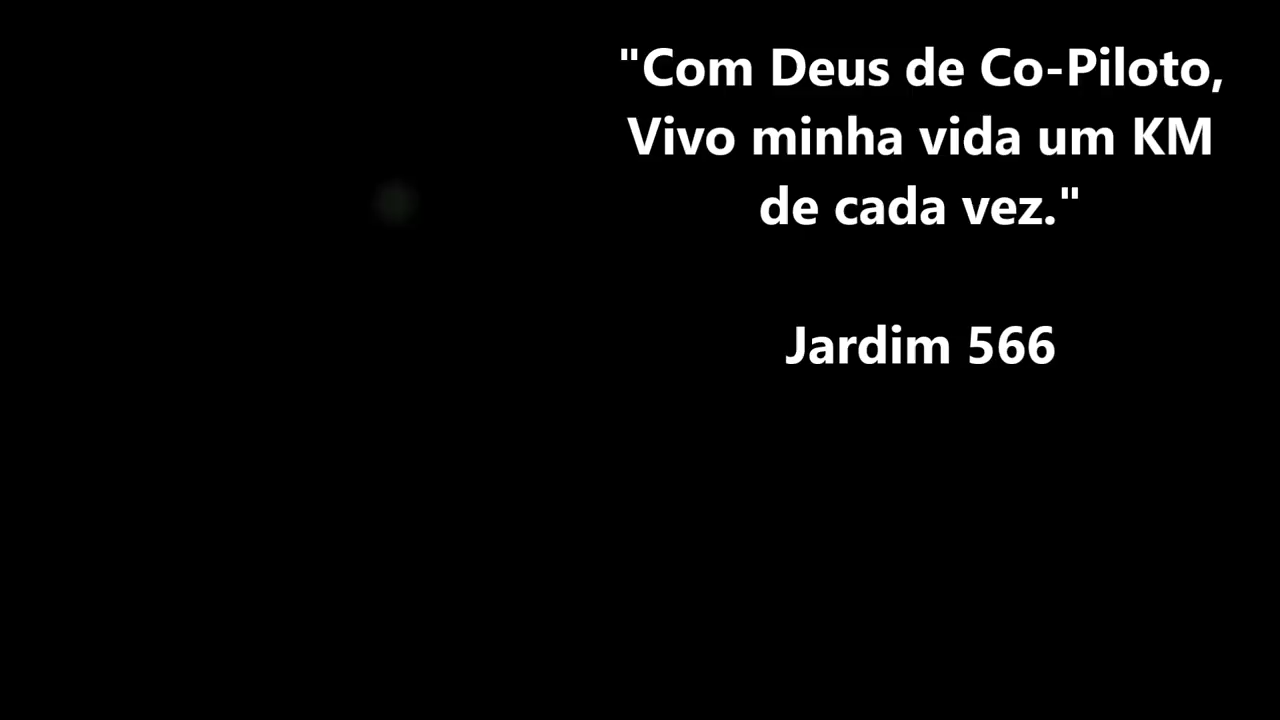 "Com Deus de Co-Piloto,
Vivo minha vida um KM
de cada vez."
Jardim 566